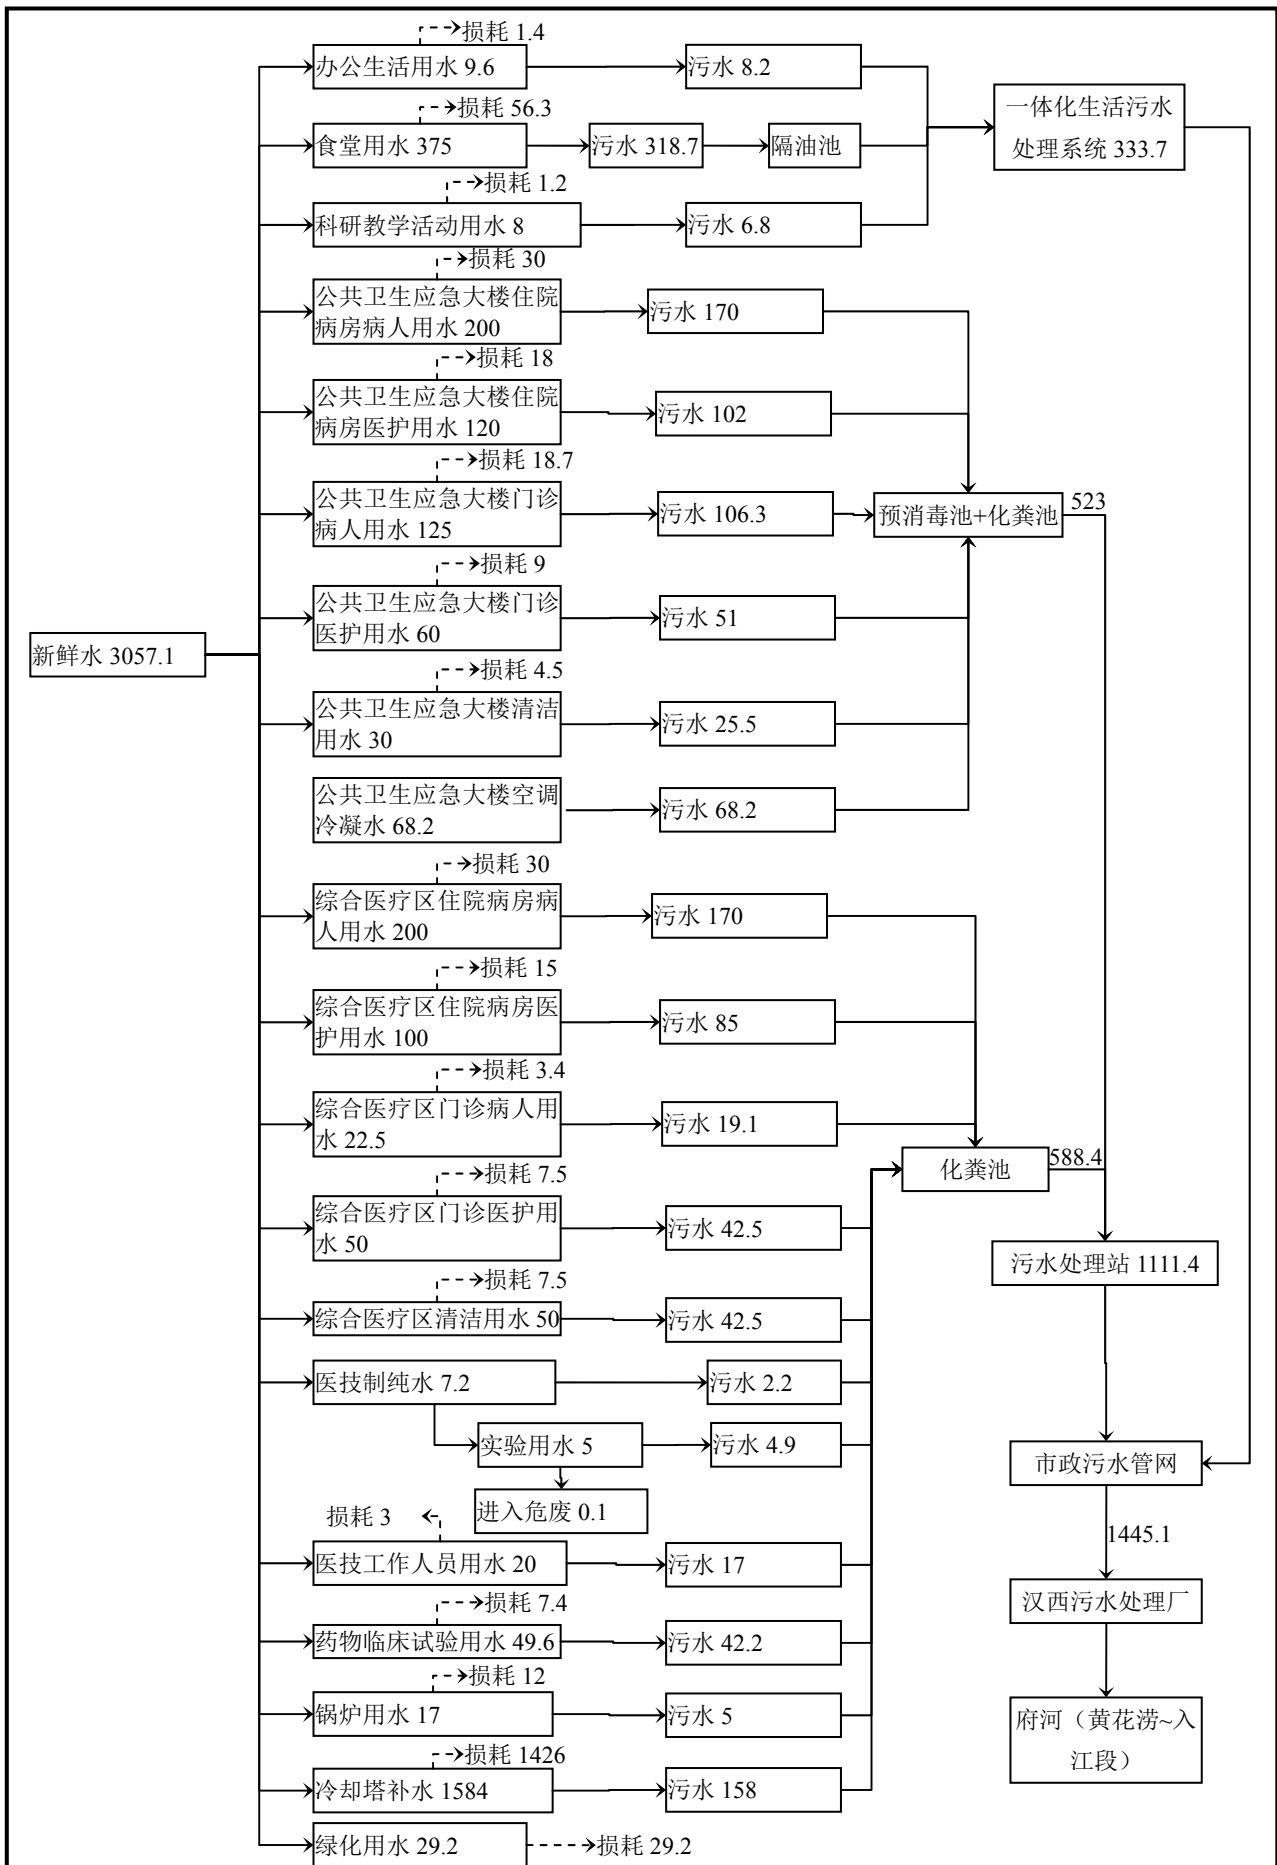 损耗 1.4
办公生活用水 9.6
污水 8.2
一体化生活污水
处理系统 333.7
损耗 56.3
食堂用水 375
污水 318.7
隔油池
损耗 1.2
科研教学活动用水 8
污水 6.8
损耗 30
公共卫生应急大楼住院
病房病人用水 200
污水 170
损耗 18
公共卫生应急大楼住院
病房医护用水 120
污水 102
损耗 18.7
公共卫生应急大楼门诊
病人用水 125
污水 106.3
预消毒池+化粪池
523
损耗 9
公共卫生应急大楼门诊
医护用水 60
污水 51
新鲜水 3057.1
损耗 4.5
公共卫生应急大楼清洁
用水 30
污水 25.5
公共卫生应急大楼空调
冷凝水 68.2
污水 68.2
损耗 30
综合医疗区住院病房病
人用水 200
污水 170
损耗 15
综合医疗区住院病房医
护用水 100
污水 85
损耗 3.4
综合医疗区门诊病人用
水 22.5
污水 19.1
化粪池
588.4
损耗 7.5
综合医疗区门诊医护用
水 50
污水 42.5
污水处理站 1111.4
损耗 7.5
综合医疗区清洁用水 50
污水 42.5
医技制纯水 7.2
污水 2.2
实验用水 5
污水 4.9
市政污水管网
进入危废 0.1
1445.1
损耗 3
医技工作人员用水 20
污水 17
汉西污水处理厂
损耗 7.4
药物临床试验用水 49.6
污水 42.2
损耗 12
锅炉用水 17
污水 5
府河（黄花涝~入
江段）
损耗 1426
冷却塔补水 1584
污水 158
绿化用水 29.2
损耗 29.2